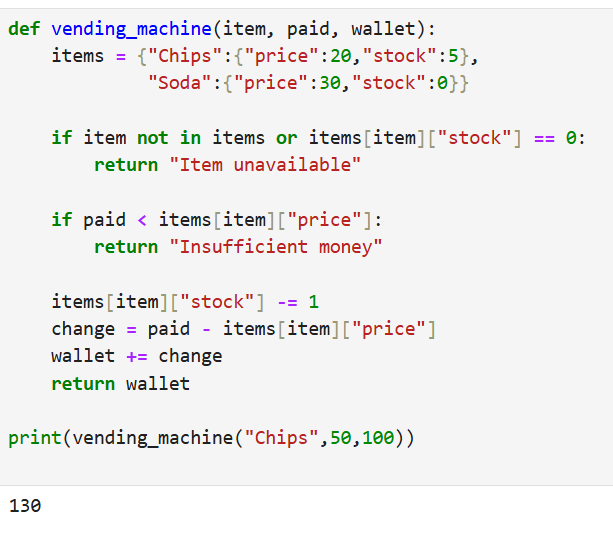 def vending_machine(item, paid, wallet):
    items = {"Chips":{"price":20,"stock":5},
             "Soda":{"price":30,"stock":0}}

    if item not in items or items[item]["stock"] == 0:
        return "Item unavailable"

    if paid < items[item]["price"]:
        return "Insufficient money"

    items[item]["stock"] -= 1
    change = paid - items[item]["price"]
    wallet += change
    return wallet

print(vending_machine("Chips",50,100))
130